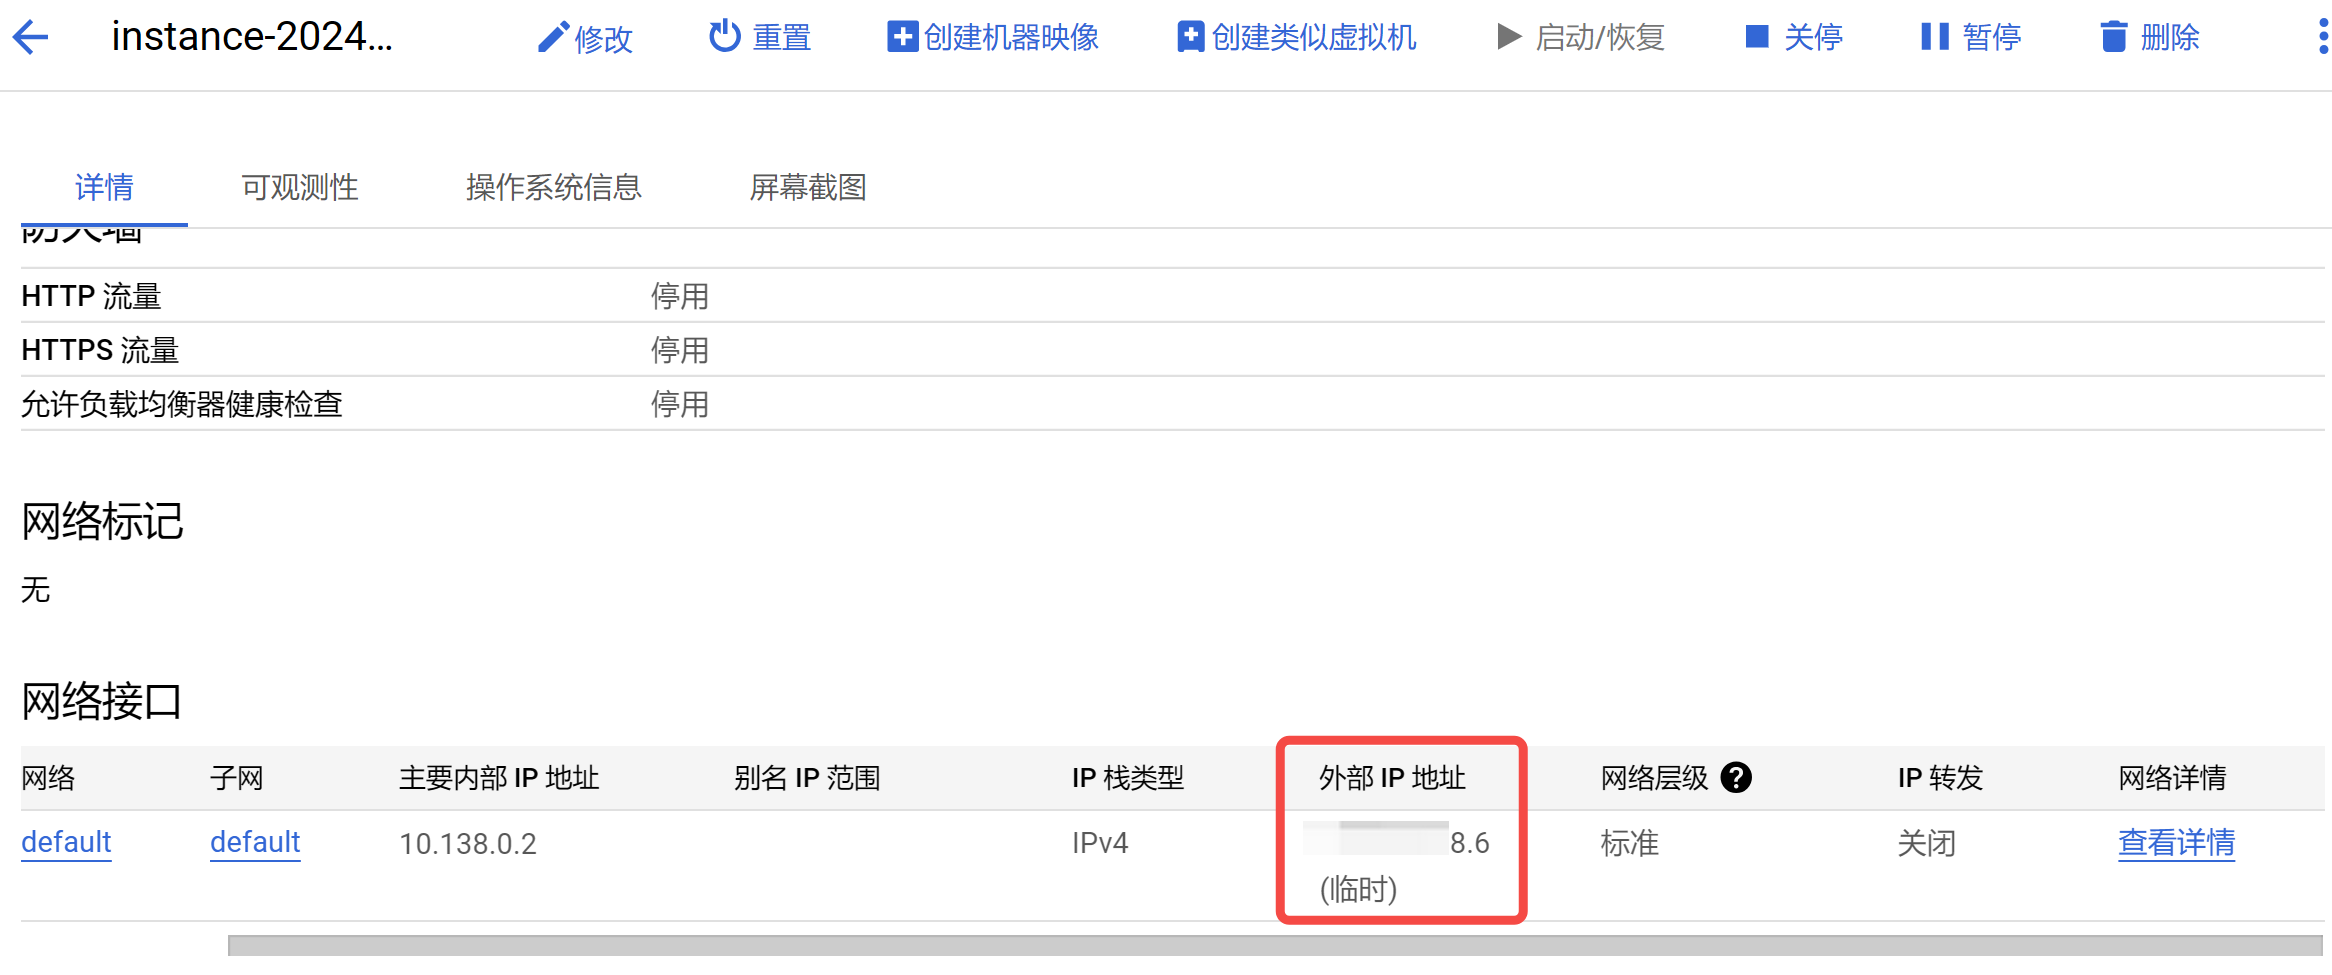 instance-2024... 修改 重置 创建机器映像 创建类似虚拟机 启动/恢复 关停 暂停 删除
详情 可观测性 操作系统信息 屏幕截图
防火墙
HTTP 流量 停用
HTTPS 流量 停用
允许负载均衡器健康检查 停用
网络标记
无
网络接口
网络 子网 主要内部 IP 地址 别名 IP 范围 IP 栈类型 外部 IP 地址 网络层级 IP 转发 网络详情
default default 10.138.0.2 IPv4 8.6 标准 关闭 查看详情
(临时)